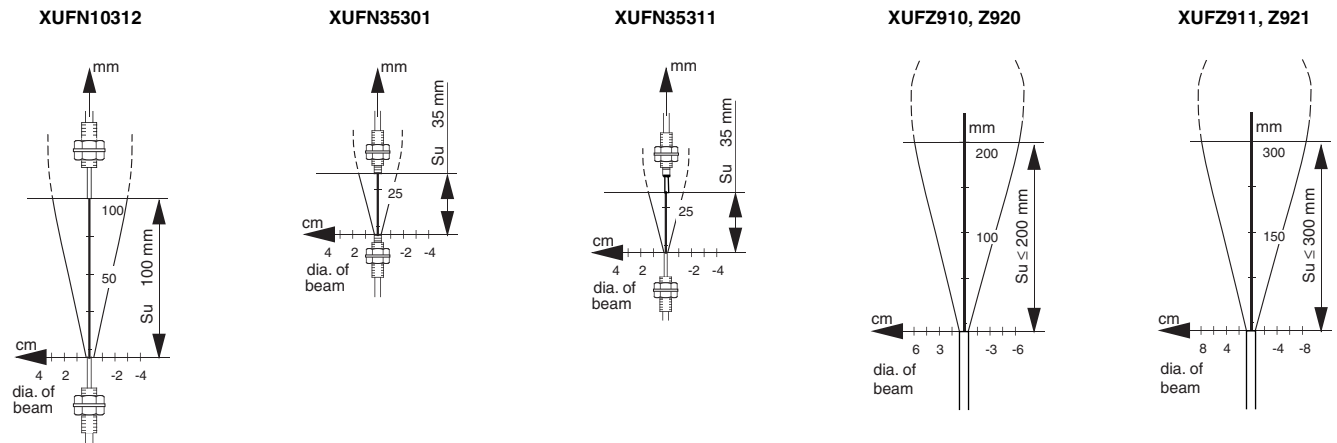 XUFN10312
mm
100
50
Su 100 mm
cm
4 2 -2 -4
dia. of
beam
XUFN35301
mm
Su 35 mm
25
cm
4 2 -2 -4
dia. of
beam
XUFN35311
mm
Su 35 mm
25
cm
4 2 -2 -4
dia. of
beam
XUFZ910, Z920
mm
200
100
Su ≤ 200 mm
cm
6 3 -3 -6
dia. of
beam
XUFZ911, Z921
mm
300
150
Su ≤ 300 mm
cm
8 4 -4 -8
dia. of
beam